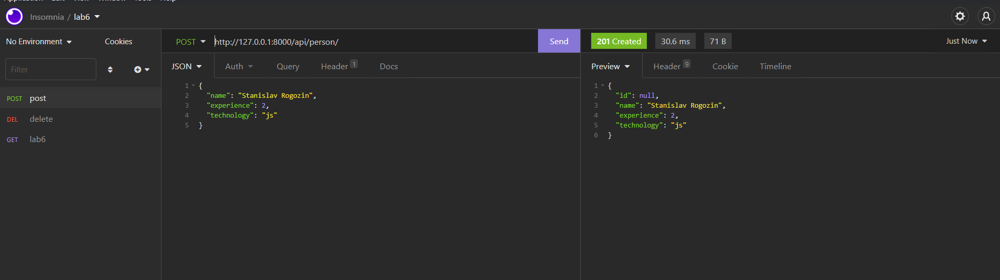 Insomnia / lab6
No Environment
Cookies
Filter
POST post
DEL delete
GET lab6
POST http://127.0.0.1:8000/api/person/
Send
JSON
Auth
Query
Header 1
Docs
1 {
2 "name": "Stanislav Rogozin",
3 "experience": 2,
4 "technology": "js"
5 }
201 Created
30.6 ms
71 B
Just Now
Preview
Header 9
Cookie
Timeline
1 {
2 "id": null,
3 "name": "Stanislav Rogozin",
4 "experience": 2,
5 "technology": "js"
6 }